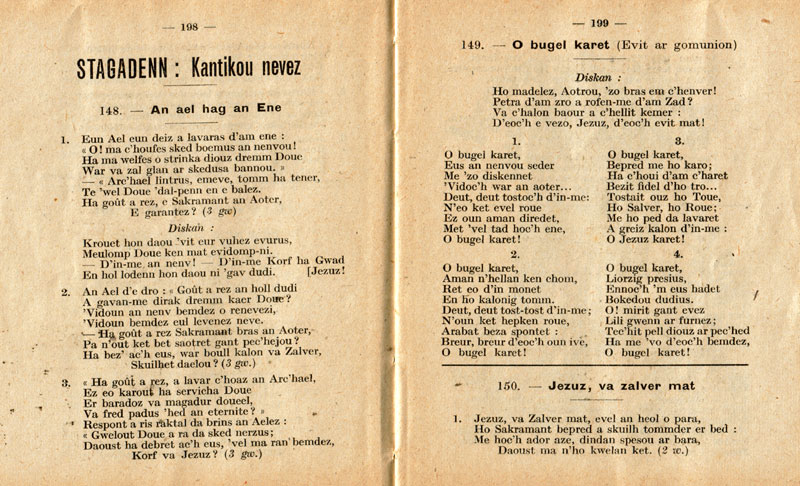 — 198 —
STAGADENN : Kantikou nevez
148. — An ael hag an Ene
1. Eun Ael eun deiz a lavaras d'am ene :
« O! ma c'houfes sked boemus an nenvou!
Ha ma welfes o strinka diouz dremm Doue
War va zal glan ar skedusa bannou. »
— « Arc'hael lintrus, emeve, tomm ha tener,
Te 'wel Doue 'dal-penn en e balez.
Ha goût a rez, e Sakramant an Aoter,
E garantez? (3 gw)
Diskan :
Krouet hon daou 'vit eur vuhez evurus,
Meulomp Doue ken mat evidomp-ni.
— D'in-me an nenv! — D'in-me Korf ha Gwad
En hol lodenn hon daou ni 'gav dudi. [Jezuz!
2. An Ael d'e dro : « Goût a rez an holl dudi
A gavan-me dirak dremm kaer Doue?
'Vidoun an nenv bemdez o renevezi,
'Vidoun bemdez eul levenez neve.
— Ha goût a rez Sakramant bras an Aoter,
Pa n'out ket bet saotret gant pec'hejou?
Ha bez' ac'h eus, war boull kalon va Zalver,
Skuilhet daelou? (3 gw.)
3. « Ha goût a rez, a lavar c'hoaz an Arc'hael,
Ez eo karout ha servicha Doue
Er baradoz va magadur doueel,
Va fred padus 'hed an eternite? »
Respont a ris raktal da brins an Aelez :
« Gwelout Doue a ra da sked nerzus;
Daoust ha debret ac'h eus, 'vel ma ran bemdez,
Korf va Jezuz? (3 gw.)
— 199 —
149. — O bugel karet (Evit ar gomunion)
Diskan :
Ho madelez, Aotrou, 'zo bras em c'henver!
Petra d'am zro a rofen-me d'am Zad?
Va c'halon baour a c'hellit kemer :
D'eoc'h e vezo, Jezuz, d'eoc'h evit mat!
1.
O bugel karet,
Eus an nenvou seder
Me 'zo diskennet
'Vidoc'h war an aoter...
Deut, deut tostoc'h d'in-me:
N'eo ket evel roue
Ez oun aman diredet,
Met 'vel tad hoc'h ene,
O bugel karet!
2.
O bugel karet,
Aman n'hellan ken chom,
Ret eo d'in monet
En ho kalonig tomm.
Deut, deut tost-tost d'in-me;
N'oun ket hepken roue,
Arabat beza spontet :
Breur, breur d'eoc'h oun ivé,
O bugel karet!
3.
O bugel karet,
Bepred me ho karo;
Ha c'houi d'am c'haret
Bezit fidel d'ho tro...
Tostait ouz ho Toue,
Ho Salver, ho Roue;
Me ho ped da lavaret
A greiz kalon d'in-me :
O Jezuz karet!
4.
O bugel karet,
Liorzig presius,
Ennoc'h 'm eus hadet
Bokedou dudius.
O! mirit gant evez
Lili gwenn ar furnez;
Tec'hit pell diouz ar pec'hed
Ha me 'vo d'eoc'h bemdez,
O bugel karet!
150. — Jezuz, va zalver mat
1. Jezuz, va Zalver mat, evel an heol o para,
Ho Sakramant bepred a skuilh tommder er bed :
Me hoc'h ador aze, dindan spesou ar bara,
Daoust ma n'ho kwelan ket. (2 w.)